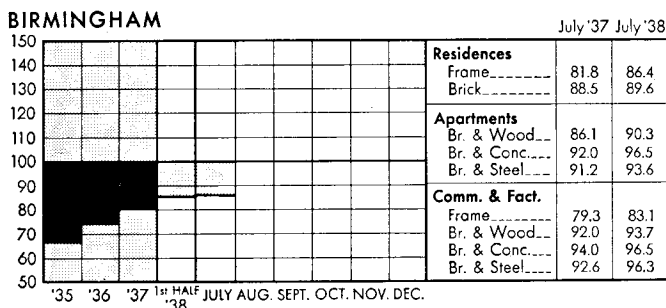 BIRMINGHAM
150
140
130
120
110
100
90
80
70
60
50
'35 '36 '37 1st HALF '38 JULY AUG. SEPT. OCT. NOV. DEC.
July '37 July '38
Residences
Frame 81.8 86.4
Brick 88.5 89.6
Apartments
Br. & Wood 86.1 90.3
Br. & Conc. 92.0 96.5
Br. & Steel 91.2 93.6
Comm. & Fact.
Frame 79.3 83.1
Br. & Wood 92.0 93.7
Br. & Conc. 94.0 96.5
Br. & Steel 92.6 96.3